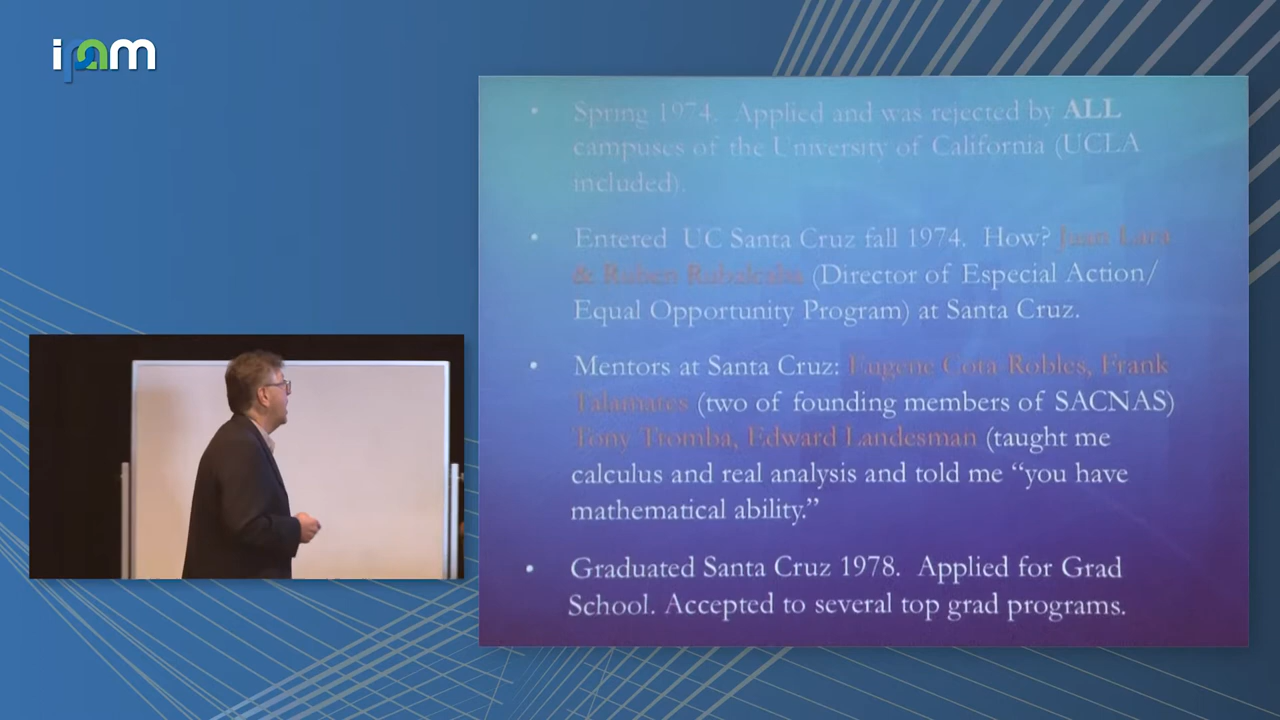 ipam
• Spring 1974. Applied and was rejected by ALL
campuses of the University of California (UCLA
included).
• Entered UC Santa Cruz fall 1974. How? Juan Lara
& Ruben Rubalcaba (Director of Especial Action/
Equal Opportunity Program) at Santa Cruz.
• Mentors at Santa Cruz: Eugene Cota Robles, Frank
Talamantes (two of founding members of SACNAS)
Tony Tromba, Edward Landesman (taught me
calculus and real analysis and told me “you have
mathematical ability.”
• Graduated Santa Cruz 1978. Applied for Grad
School. Accepted to several top grad programs.